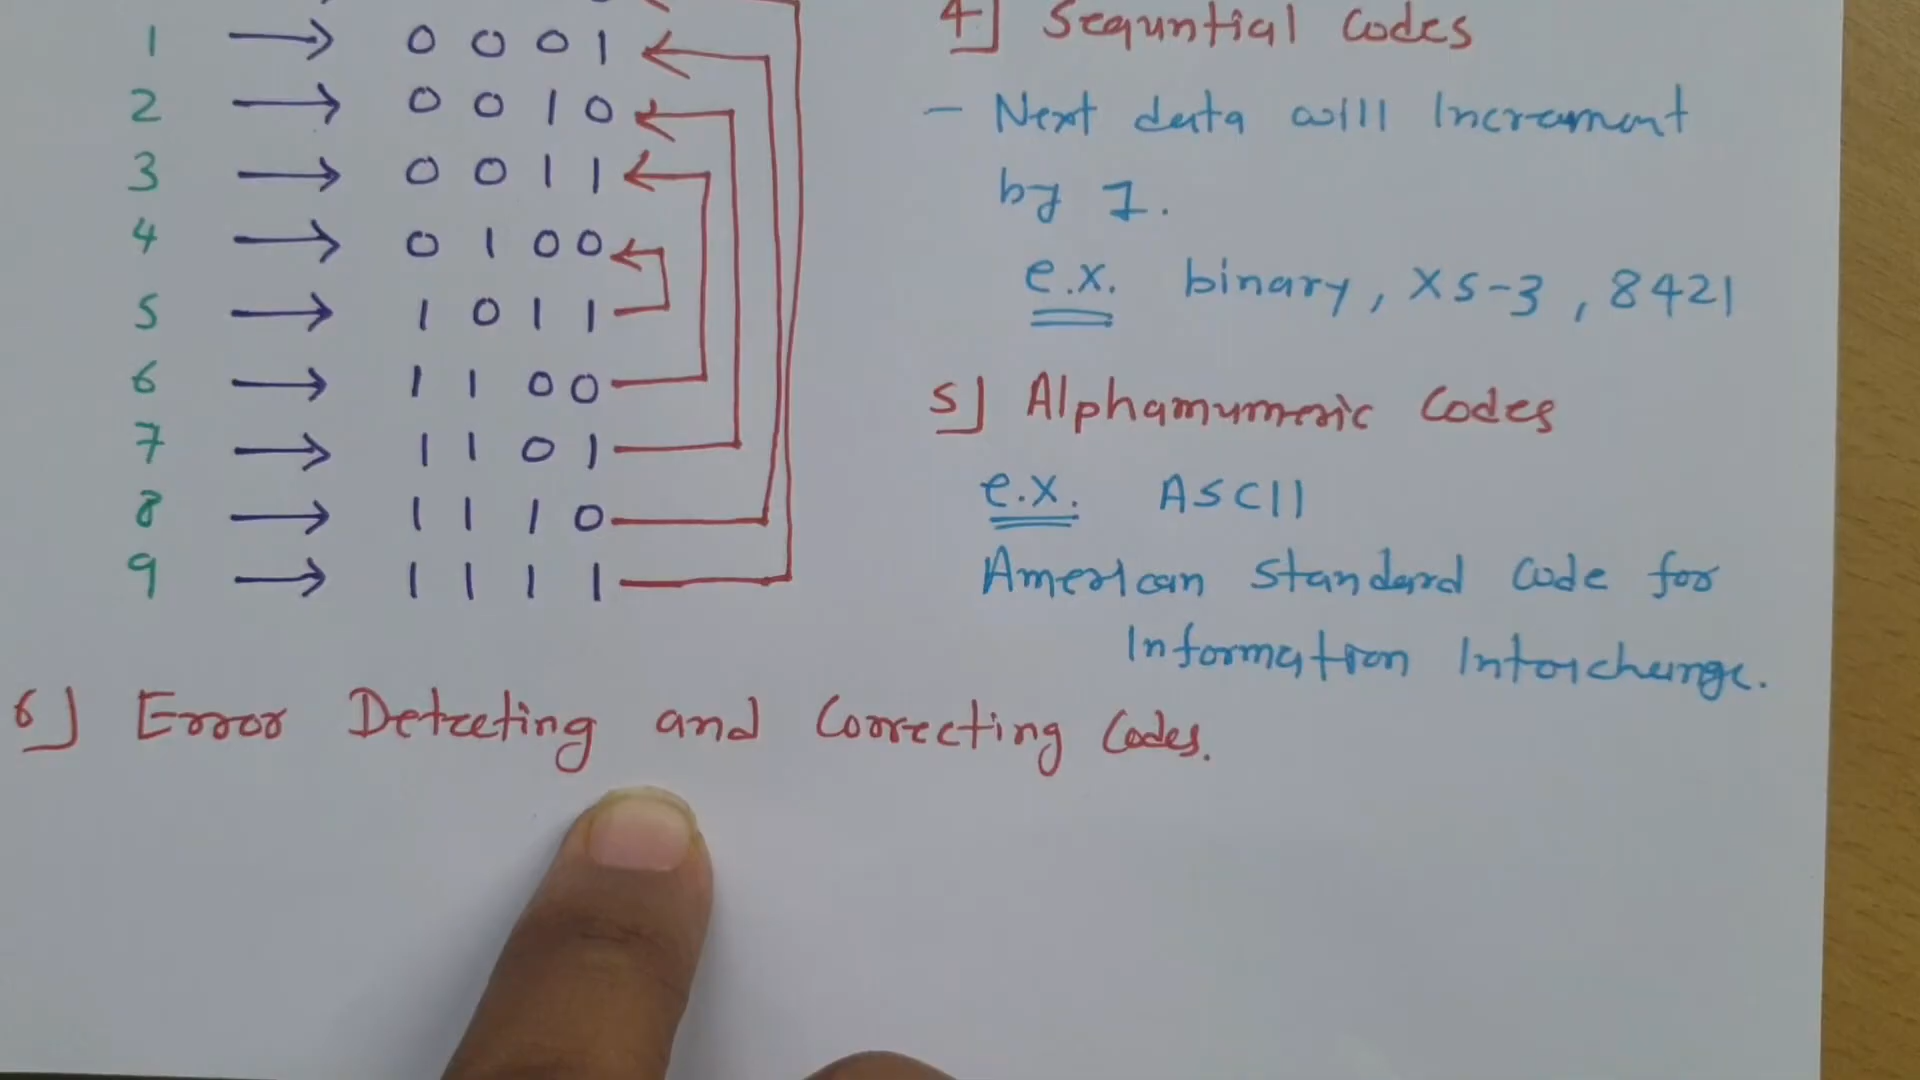 1 → 0 0 0 1
2 → 0 0 1 0
3 → 0 0 1 1
4 → 0 1 0 0
5 → 1 0 1 1
6 → 1 1 0 0
7 → 1 1 0 1
8 → 1 1 1 0
9 → 1 1 1 1
4] Sequntial Codes
- Next data will Increament
by 1.
e.x. binary, XS-3, 8421
5] Alphanumeric Codes
e.x. ASCII
American Standard Code for
Information Interchange.
6] Error Detecting and Correcting Codes.